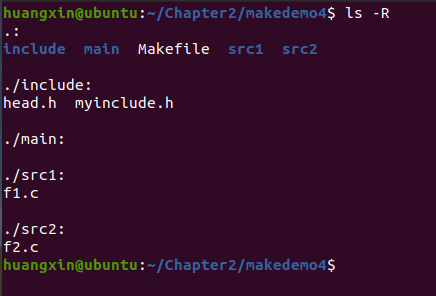 huangxin@ubuntu:~/Chapter2/makedemo4$ ls -R
.:
include  main  Makefile  src1  src2

./include:
head.h  myinclude.h

./main:

./src1:
f1.c

./src2:
f2.c
huangxin@ubuntu:~/Chapter2/makedemo4$